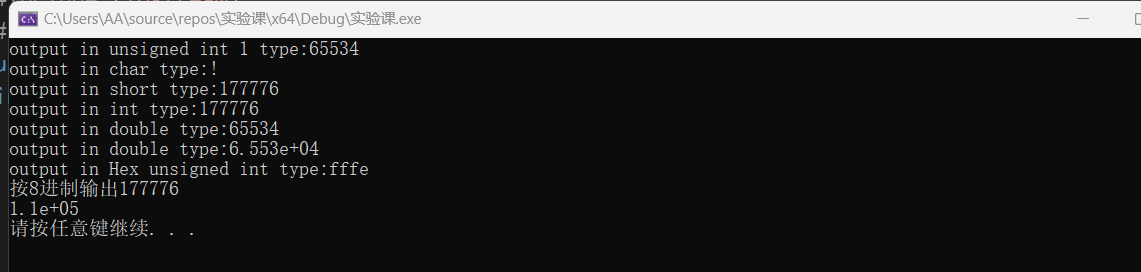 C:\Users\AA\source\repos\实验课\x64\Debug\实验课.exe
output in unsigned int 1 type:65534
output in char type:!
output in short type:177776
output in int type:177776
output in double type:65534
output in double type:6.553e+04
output in Hex unsigned int type:fffe
按8进制输出177776
1.1e+05
请按任意键继续. . .